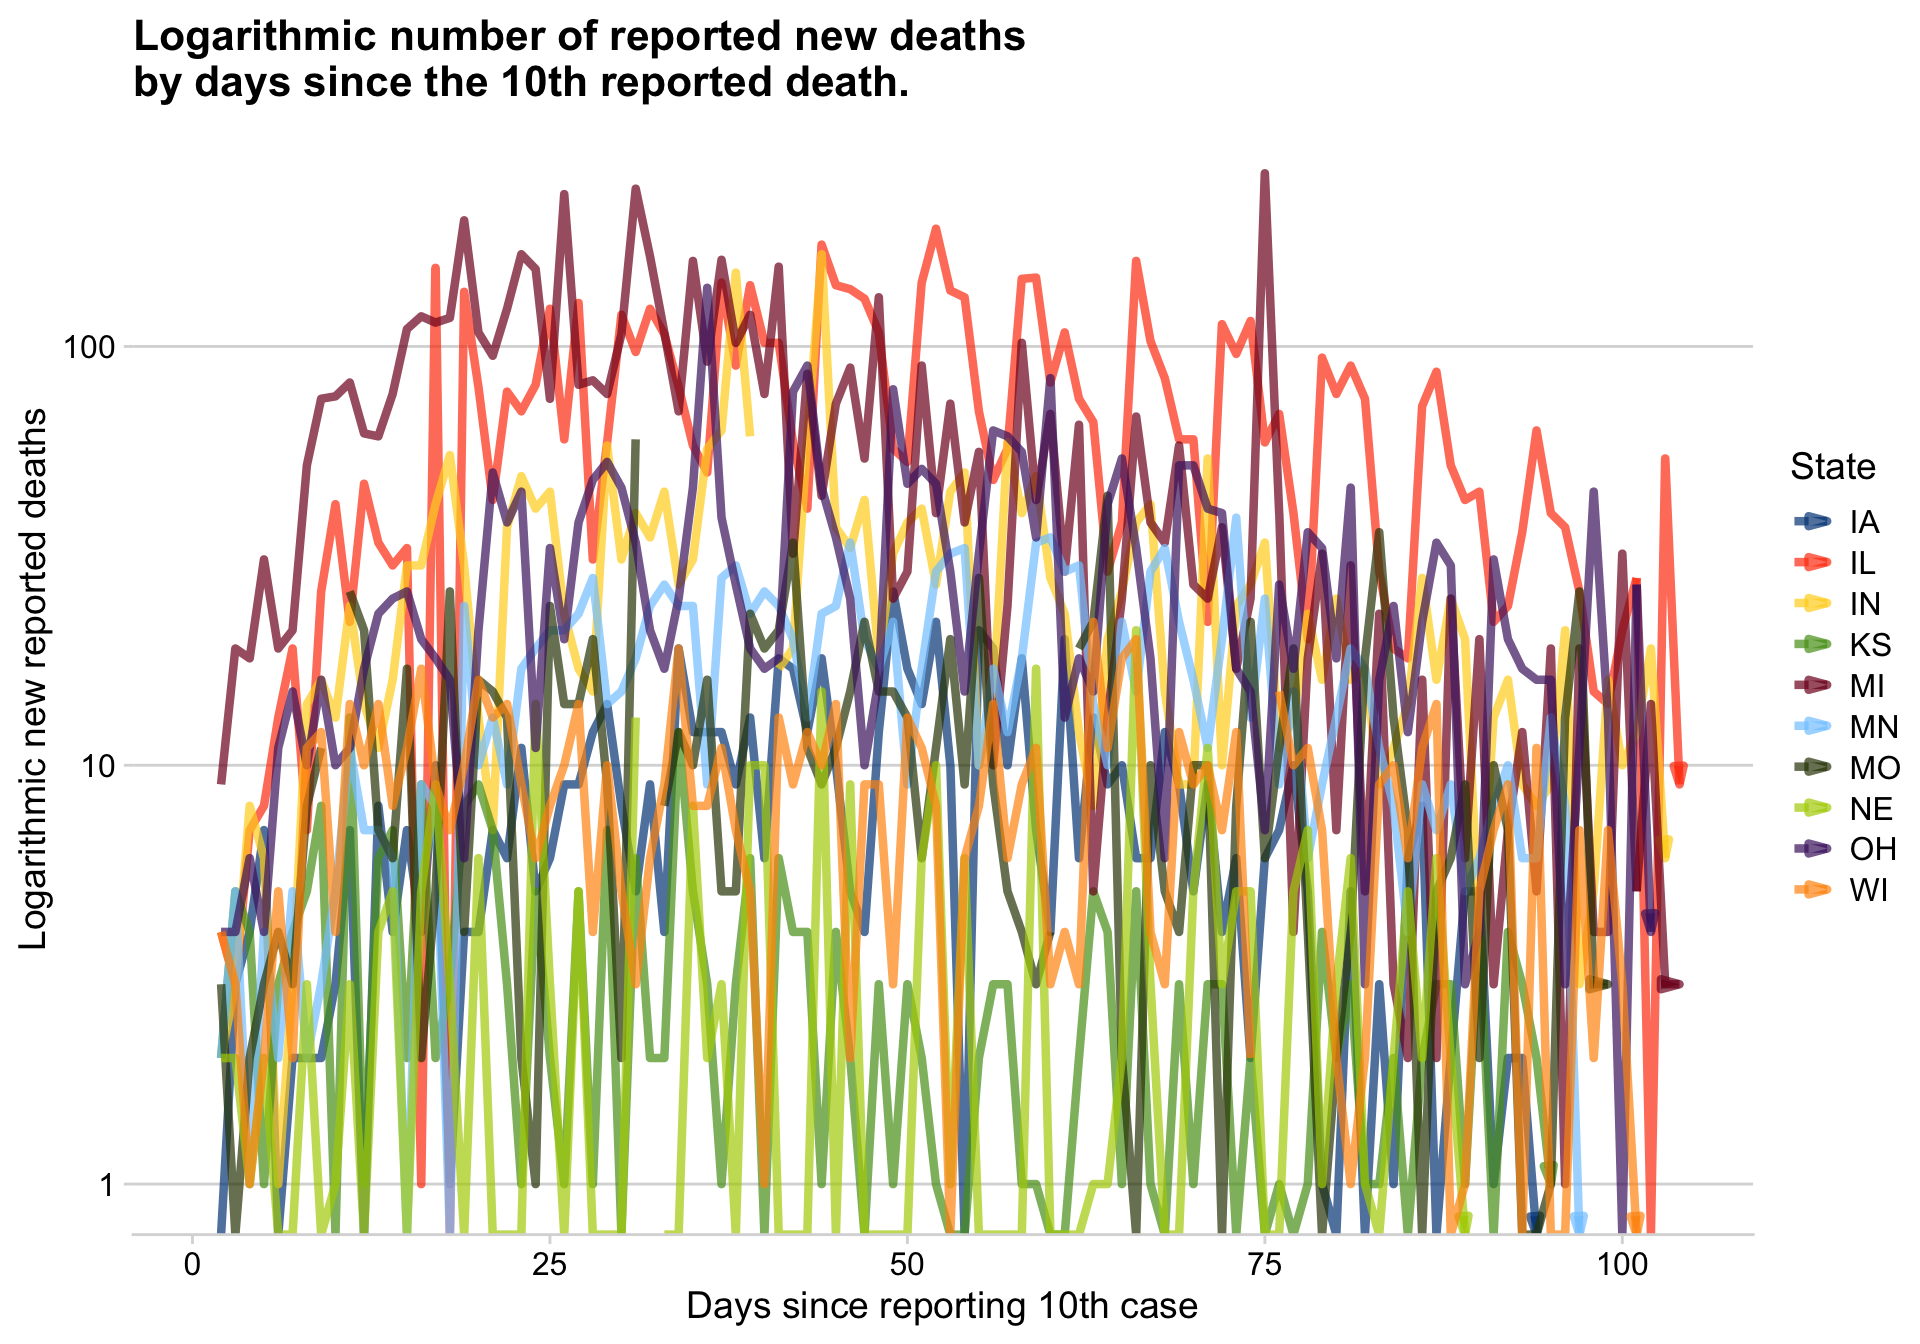 Logarithmic number of reported new deaths
by days since the 10th reported death.
Logarithmic new reported deaths
100
10
1
0
25
50
75
100
Days since reporting 10th case
State
IA
IL
IN
KS
MI
MN
MO
NE
OH
WI